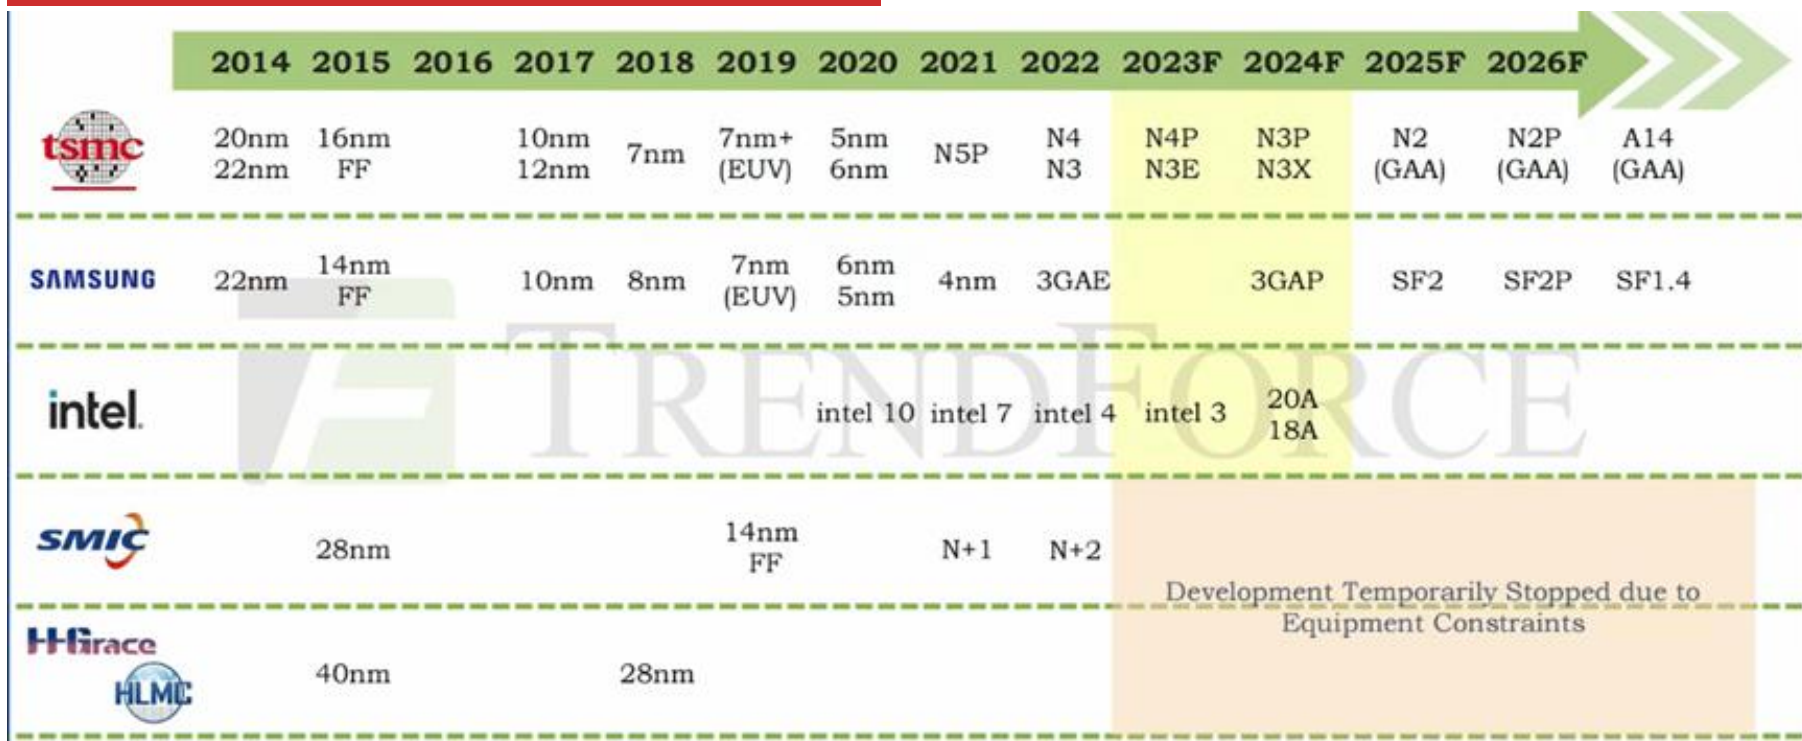 2014 2015 2016 2017 2018 2019 2020 2021 2022 2023F 2024F 2025F 2026F
tsmc
20nm 16nm 10nm 7nm 7nm+ 5nm N5P N4 N4P N3P N2 N2P A14
22nm FF 12nm (EUV) 6nm N3 N3E N3X (GAA) (GAA) (GAA)
SAMSUNG
22nm 14nm 10nm 8nm 7nm 6nm 4nm 3GAE 3GAP SF2 SF2P SF1.4
FF (EUV) 5nm
TRENDFORCE
intel.
intel 10 intel 7 intel 4 intel 3 20A
18A
SMIC
28nm 14nm N+1 N+2
FF
Development Temporarily Stopped due to
Equipment Constraints
HHGrace
HLMC
40nm 28nm